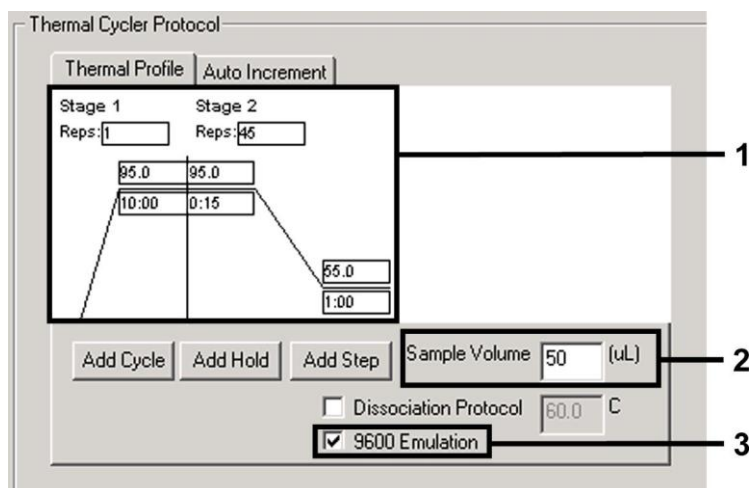 Thermal Cycler Protocol
Thermal Profile Auto Increment
Stage 1 Stage 2
Reps: 1 Reps: 45
95.0 95.0
10:00 0:15
55.0
1:00
1
Add Cycle Add Hold Add Step Sample Volume 50 (uL)
2
Dissociation Protocol 60.0 C
9600 Emulation
3